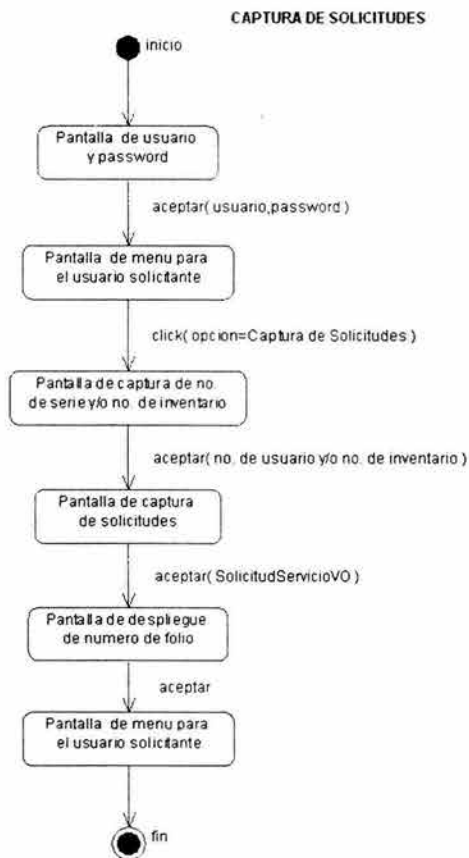 CAPTURA DE SOLICITUDES
inicio
Pantalla de usuario
y password
aceptar( usuario,password )
Pantalla de menu para
el usuario solicitante
click( opcion=Captura de Solicitudes )
Pantalla de captura de no.
de serie y/o no. de inventario
aceptar( no. de usuario y/o no. de inventario )
Pantalla de captura
de solicitudes
aceptar( SolicitudServicioVO )
Pantalla de despliegue
de numero de folio
aceptar
Pantalla de menu para
el usuario solicitante
fin